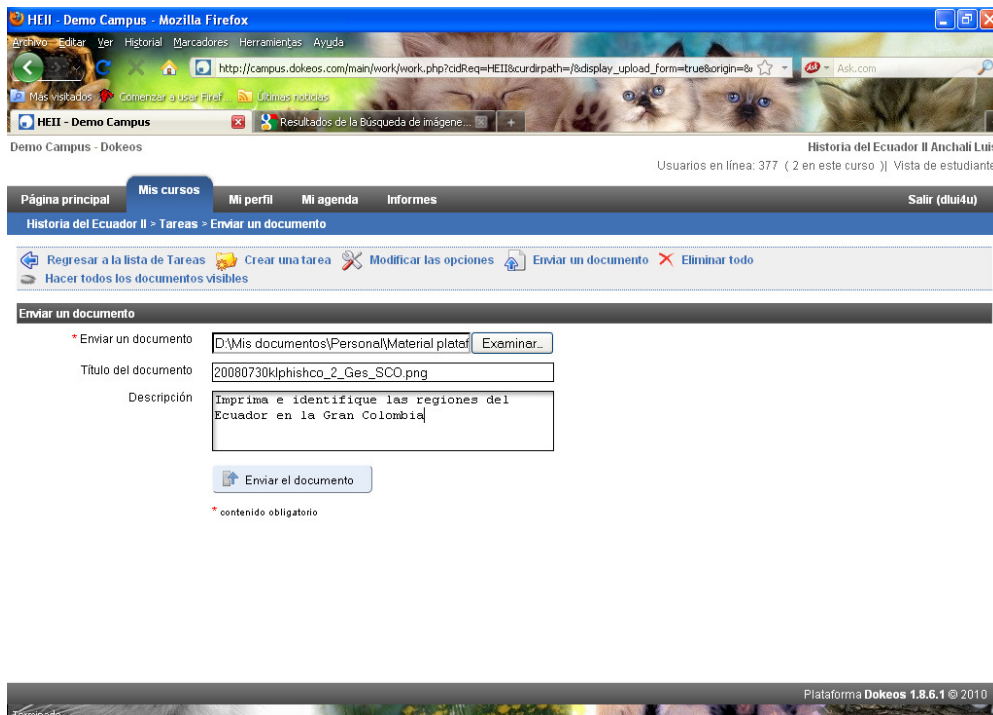 HEII - Demo Campus - Mozilla Firefox
Archivo Editar Ver Historial Marcadores Herramientas Ayuda
http://campus.dokeos.com/main/work/work.php?cidReq=HEII&curdirpath=/&display_upload_form=true&origin=&
Ask.com
Más visitados Comenzar a usar Firef... Últimas noticias
HEII - Demo Campus Resultados de la Búsqueda de imágene...
Demo Campus - Dokeos Historia del Ecuador II Anchalí Luis
Usuarios en línea: 377 ( 2 en este curso )| Vista de estudiante
Página principal Mis cursos Mi perfil Mi agenda Informes Salir (dlui4u)
Historia del Ecuador II > Tareas > Enviar un documento
Regresar a la lista de Tareas Crear una tarea Modificar las opciones Enviar un documento Eliminar todo
Hacer todos los documentos visibles
Enviar un documento
* Enviar un documento D:\Mis documentos\Personal\Material plataf Examinar...
Título del documento 20080730klphishco_2_Ges_SCO.png
Descripción Imprima e identifique las regiones del
Ecuador en la Gran Colombia
Enviar el documento
* contenido obligatorio
Plataforma Dokeos 1.8.6.1 © 2010
Terminado